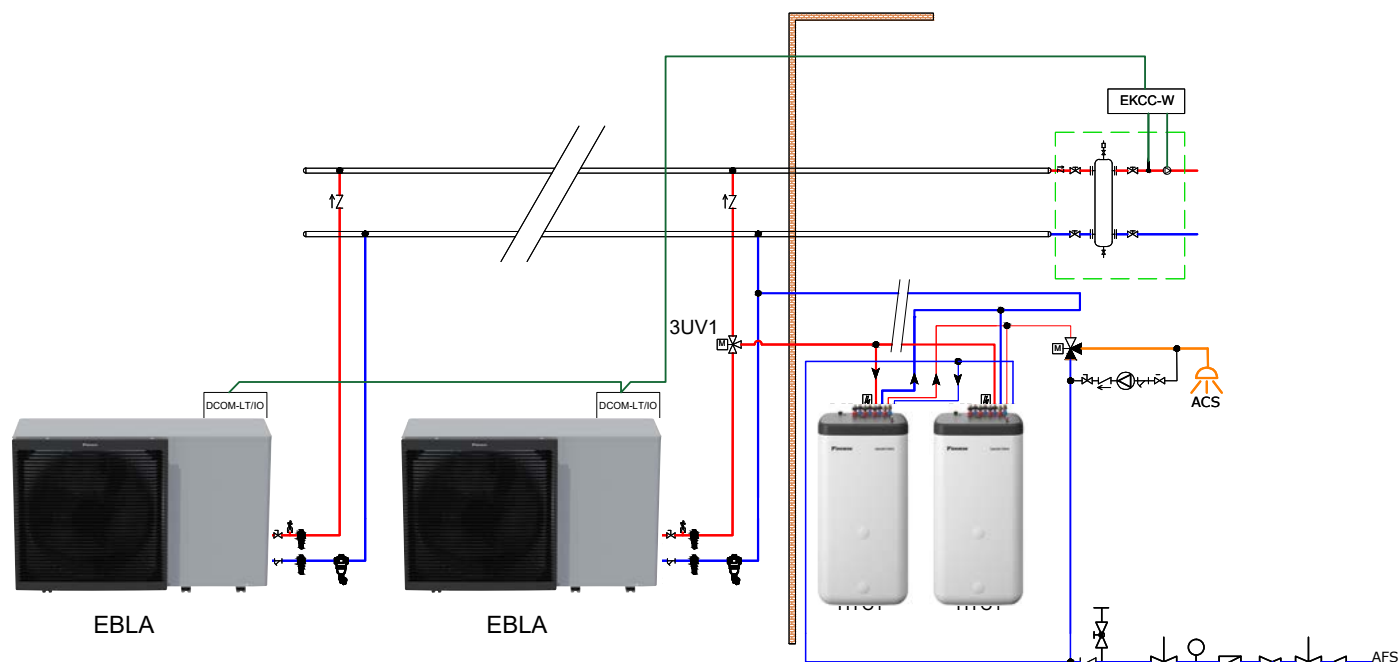 EKCC-W
3UV1
DCOM-LT/IO
DCOM-LT/IO
M
M
ACS
EBLA
EBLA
AFS